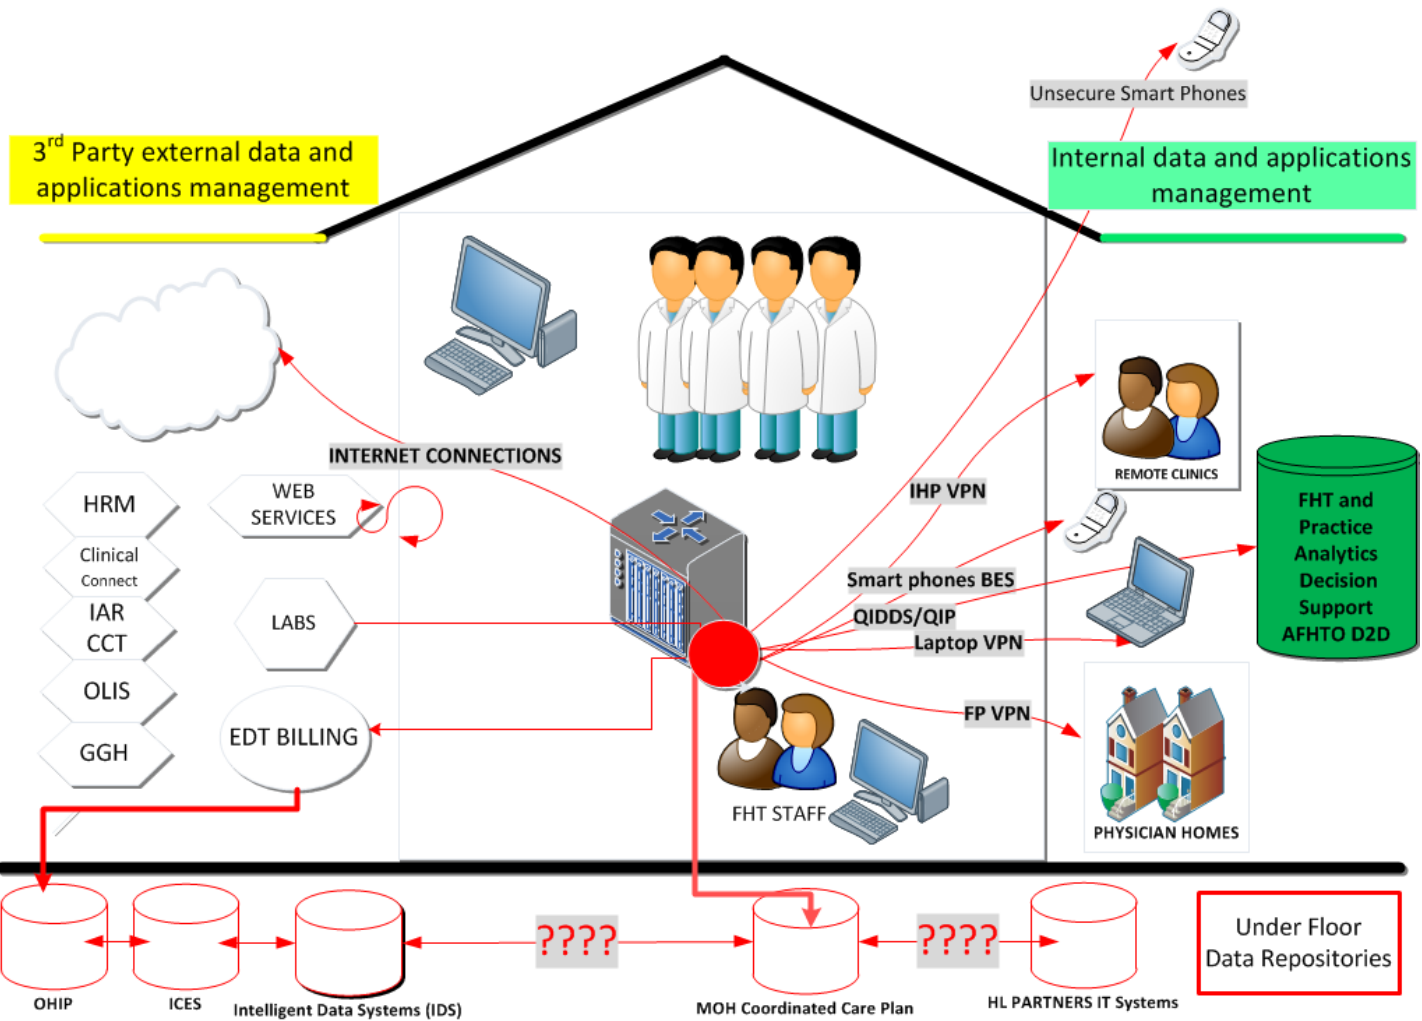 Unsecure Smart Phones
3rd Party external data and
applications management
Internal data and applications
management
INTERNET CONNECTIONS
HRM
WEB
SERVICES
Clinical
Connect
IAR
CCT
LABS
OLIS
GGH
EDT BILLING
IHP VPN
REMOTE CLINICS
Smart phones BES
QIDDS/QIP
Laptop VPN
FP VPN
FHT and
Practice
Analytics
Decision
Support
AFHTO D2D
FHT STAFF
PHYSICIAN HOMES
????
????
Under Floor
Data Repositories
OHIP
ICES
Intelligent Data Systems (IDS)
MOH Coordinated Care Plan
HL PARTNERS IT Systems